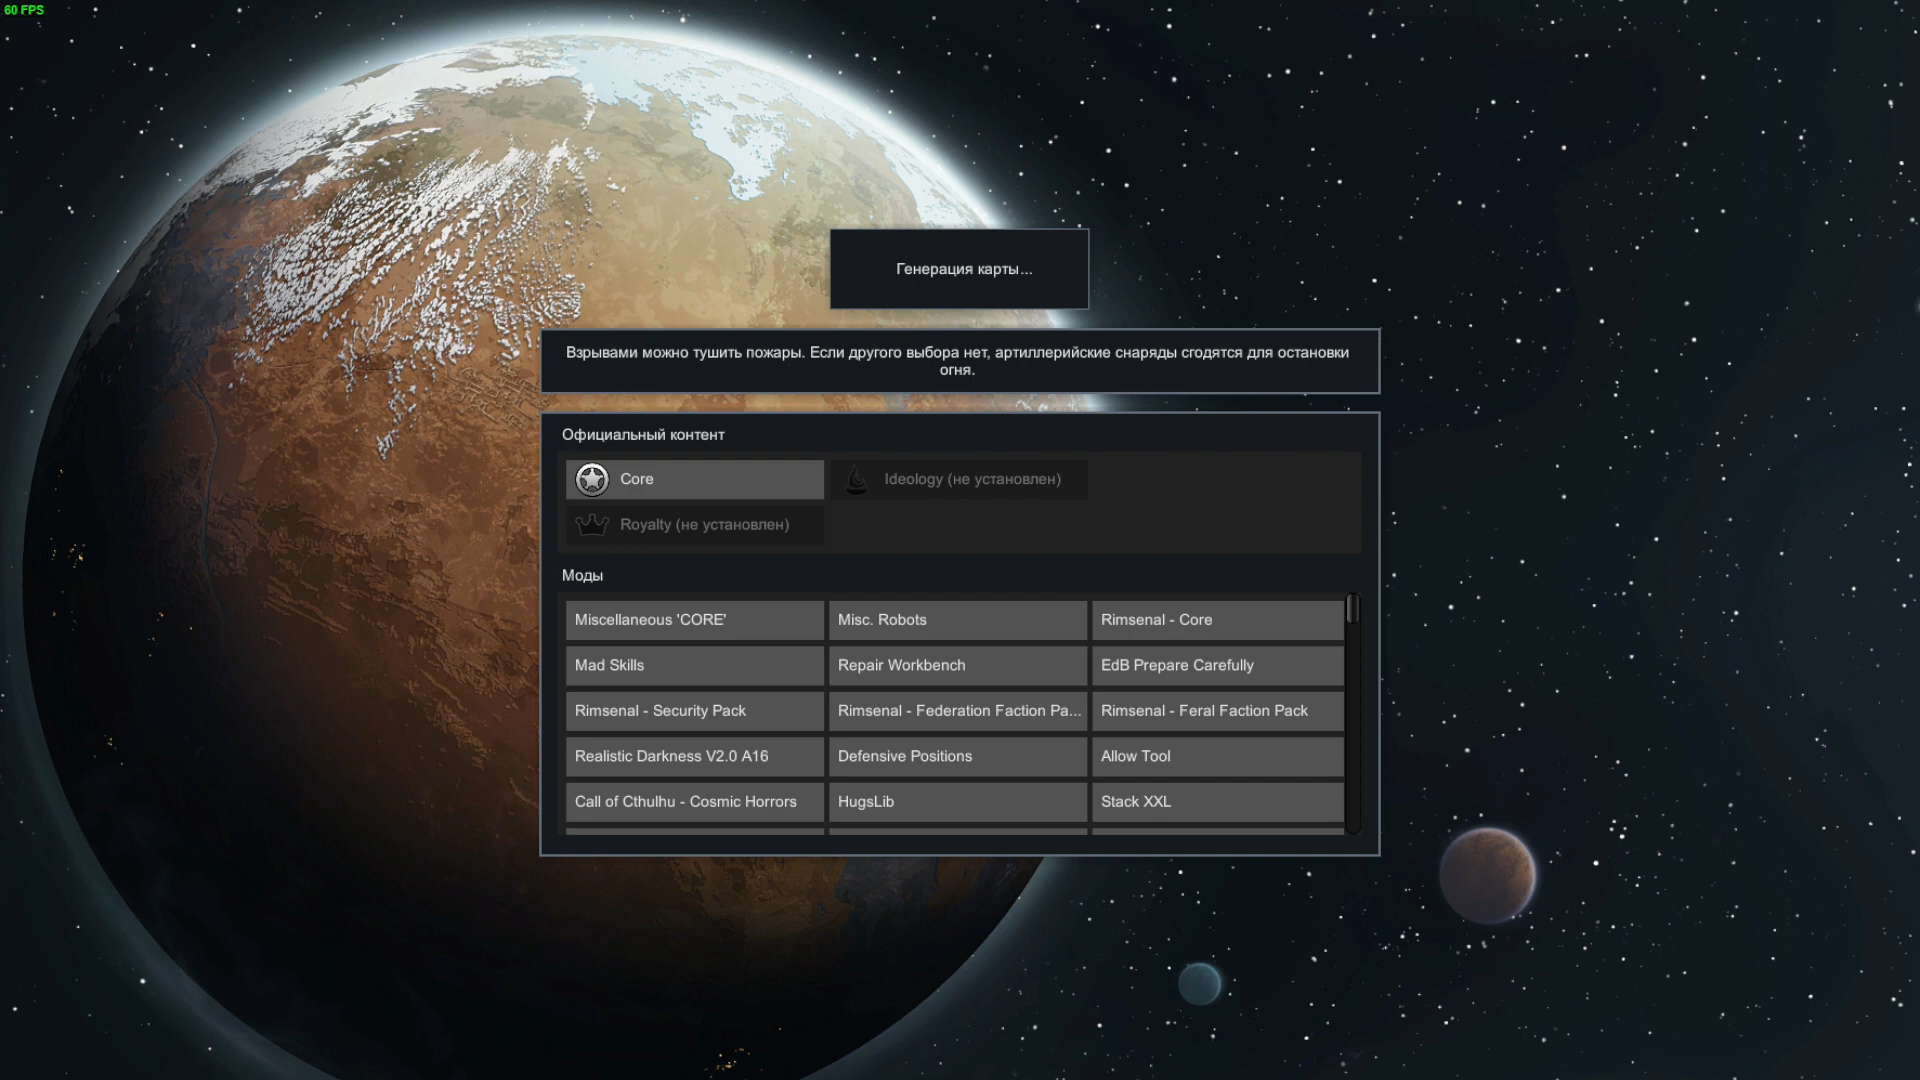 60 FPS
Генерация карты...
Взрывами можно тушить пожары. Если другого выбора нет, артиллерийские снаряды сгодятся для остановки
огня.
Официальный контент
Core
Ideology (не установлен)
Royalty (не установлен)
Моды
Miscellaneous 'CORE'
Misc. Robots
Rimsenal - Core
Mad Skills
Repair Workbench
EdB Prepare Carefully
Rimsenal - Security Pack
Rimsenal - Federation Faction Pa...
Rimsenal - Feral Faction Pack
Realistic Darkness V2.0 A16
Defensive Positions
Allow Tool
Call of Cthulhu - Cosmic Horrors
HugsLib
Stack XXL